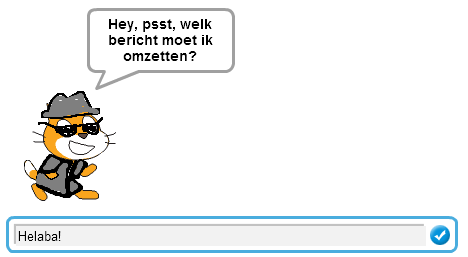 Hey, psst, welk
bericht moet ik
omzetten?
Helaba!